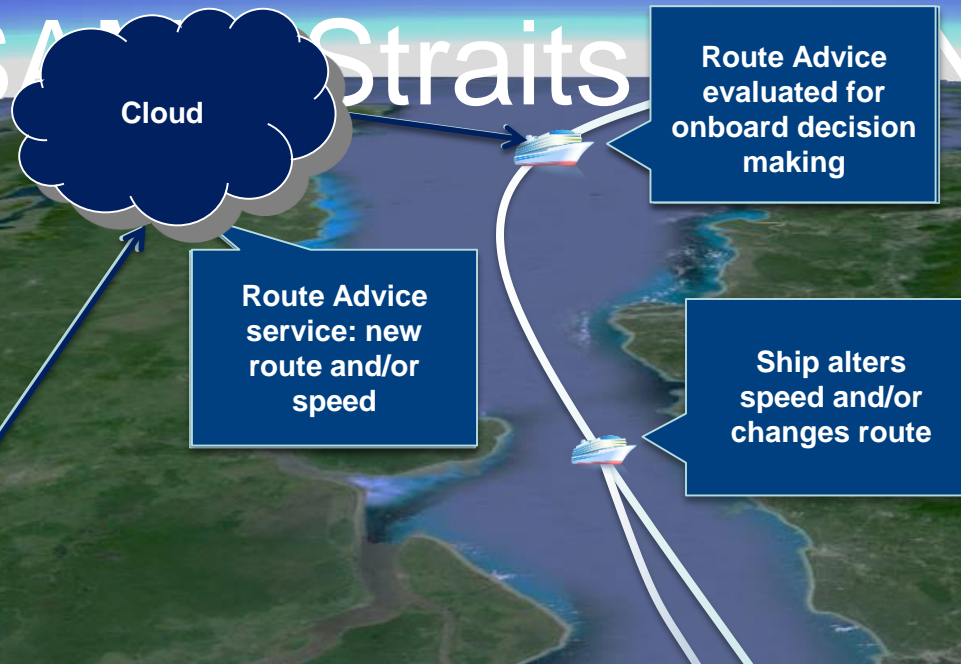 Straits
Cloud
Route Advice
evaluated for
onboard decision
making
Route Advice
service: new
route and/or
speed
Ship alters
speed and/or
changes route